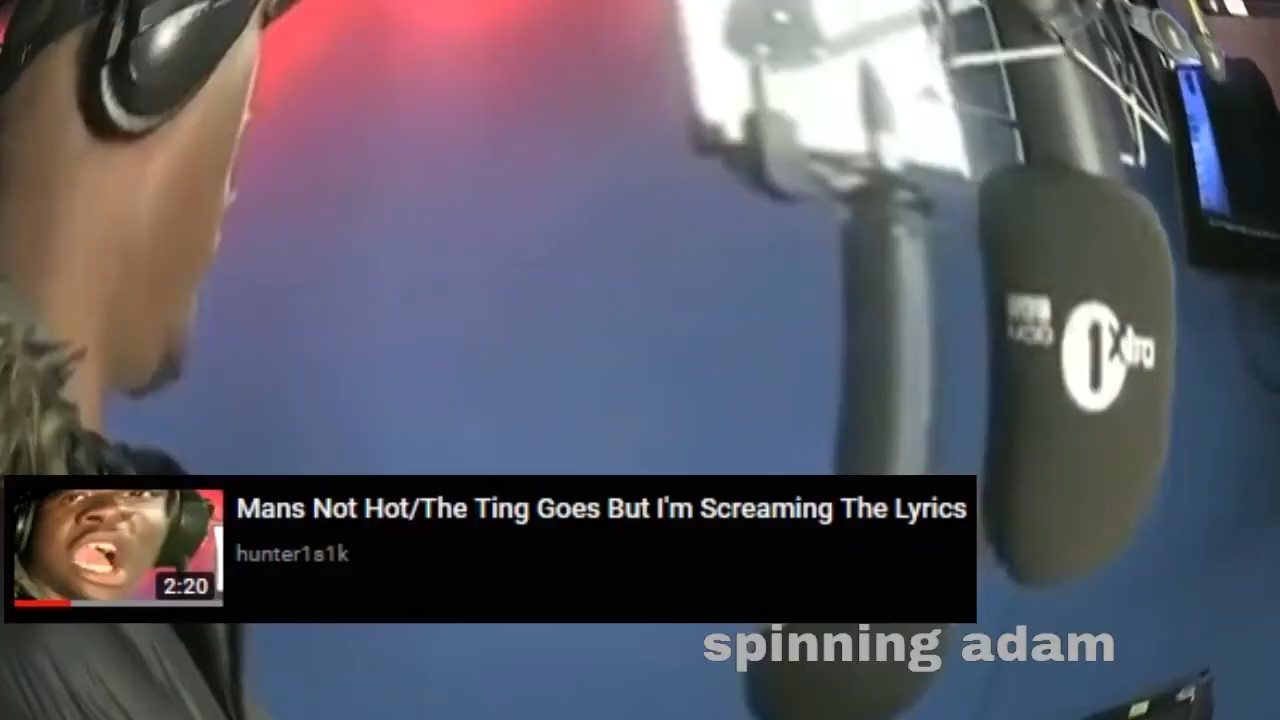 1Xtra
Mans Not Hot/The Ting Goes But I'm Screaming The Lyrics
hunter1s1k
2:20
spinning adam